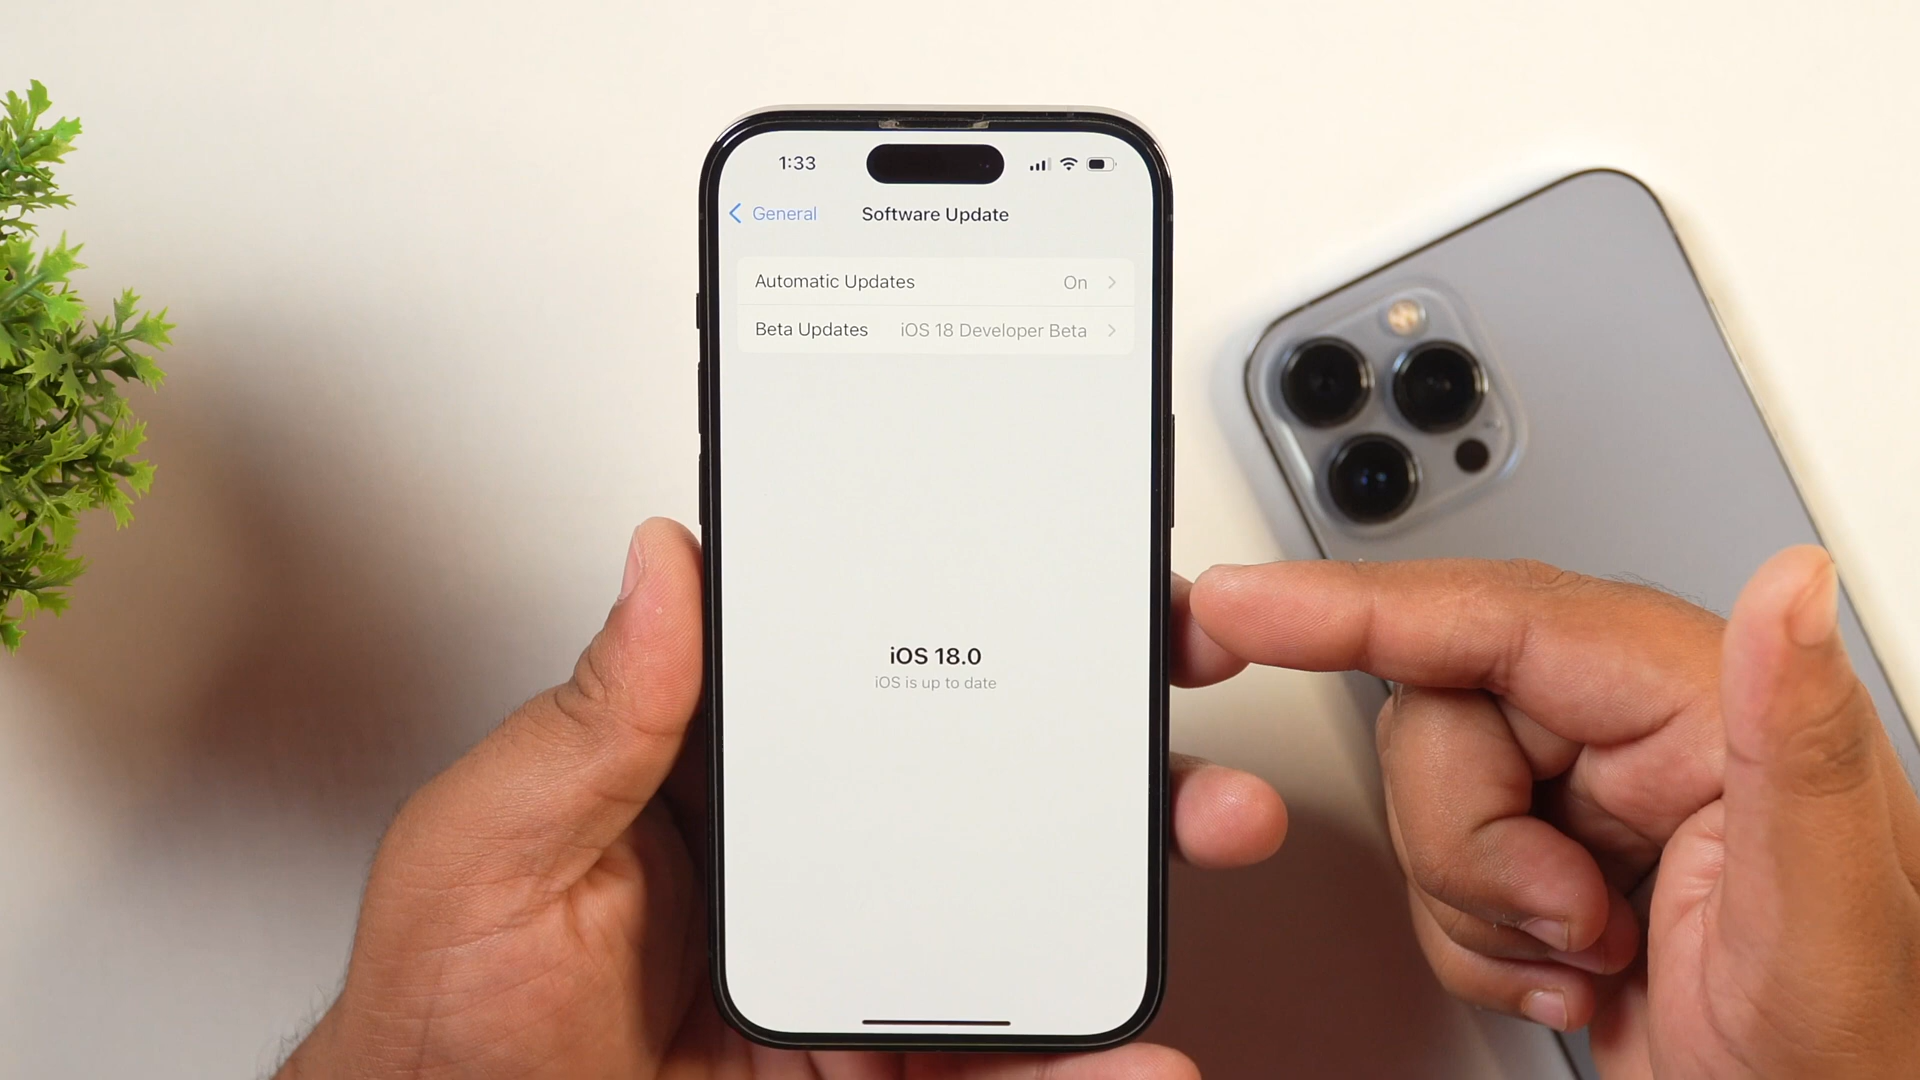 1:33
General
Software Update
Automatic Updates On
Beta Updates iOS 18 Developer Beta
iOS 18.0
iOS is up to date